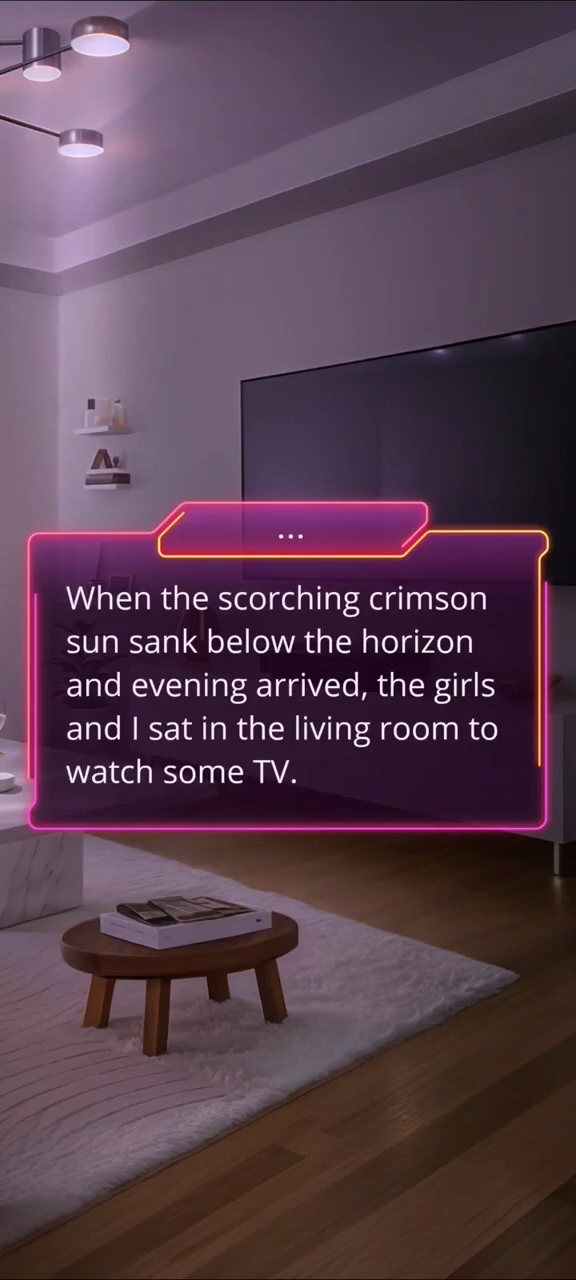 ...
When the scorching crimson
sun sank below the horizon
and evening arrived, the girls
and I sat in the living room to
watch some TV.